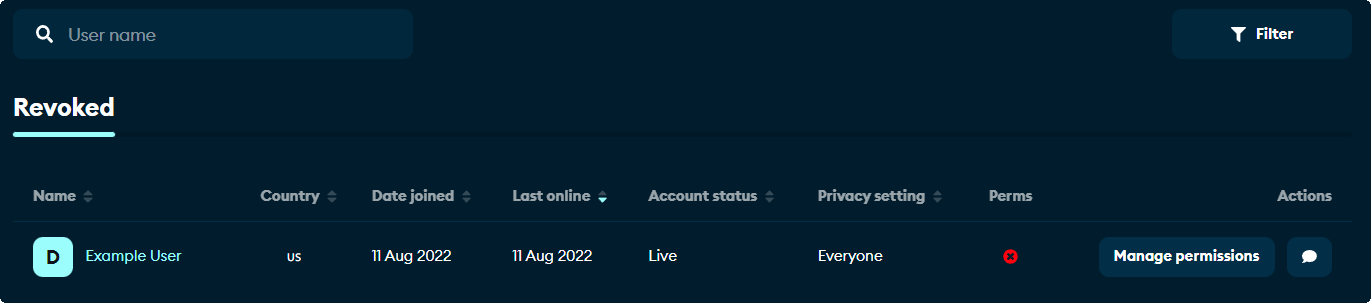 User name
Filter
Revoked
Name Country Date joined Last online Account status Privacy setting Perms Actions
D Example User US 11 Aug 2022 11 Aug 2022 Live Everyone Manage permissions